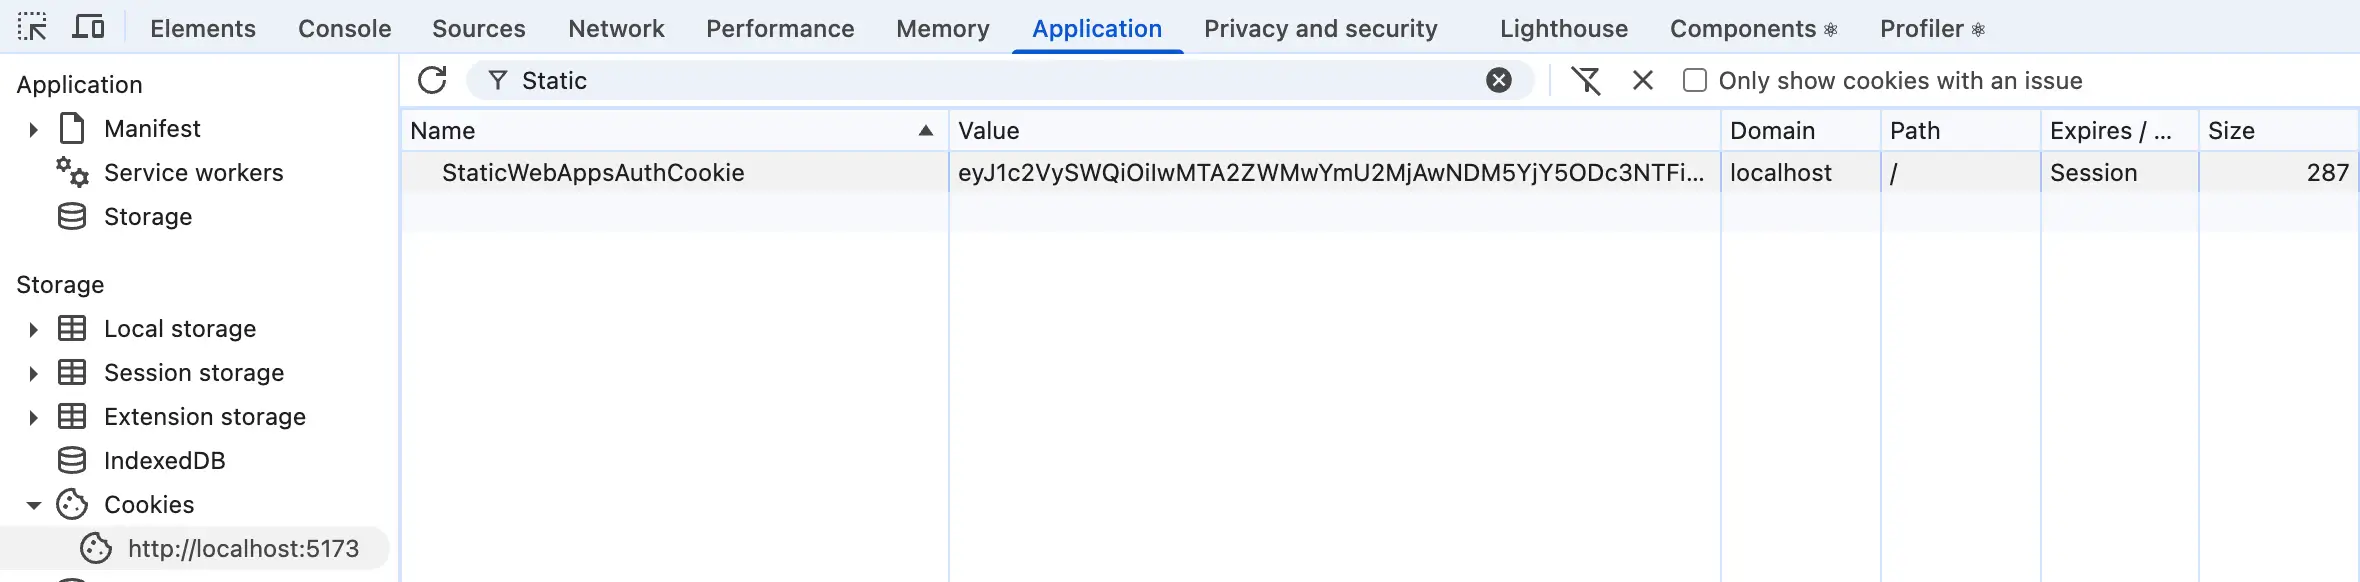 Elements Console Sources Network Performance Memory Application Privacy and security Lighthouse Components ⚛ Profiler ⚛
Application
Manifest
Service workers
Storage
Storage
Local storage
Session storage
Extension storage
IndexedDB
Cookies
http://localhost:5173
Static
Only show cookies with an issue
Name Value Domain Path Expires / ... Size
StaticWebAppsAuthCookie eyJ1c2VySWQiOiIwMTA2ZWMwYmU2MjAwNDM5YjY5ODc3NTFi... localhost / Session 287